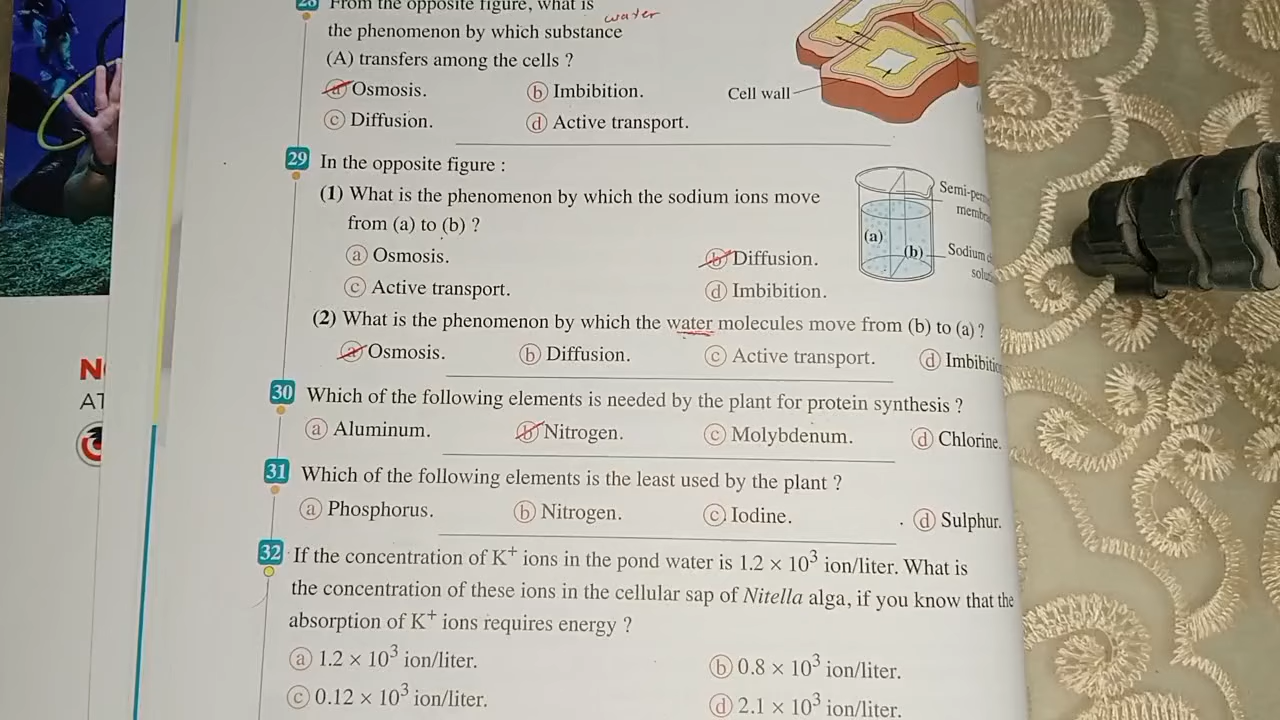 28 From the opposite figure, what is
water
the phenomenon by which substance
(A) transfers among the cells ?
a Osmosis. b Imbibition.
c Diffusion. d Active transport.
Cell wall
29 In the opposite figure :
(1) What is the phenomenon by which the sodium ions move
from (a) to (b) ?
a Osmosis. b Diffusion.
c Active transport. d Imbibition.
(a)
(b)
Sodium
(2) What is the phenomenon by which the water molecules move from (b) to (a) ?
a Osmosis. b Diffusion. c Active transport. d
30 Which of the following elements is needed by the plant for protein synthesis ?
a Aluminum. b Nitrogen. c Molybdenum. d Chlorine.
31 Which of the following elements is the least used by the plant ?
a Phosphorus. b Nitrogen. c Iodine. d Sulphur.
32 If the concentration of K⁺ ions in the pond water is 1.2 × 10³ ion/liter. What is
the concentration of these ions in the cellular sap of Nitella alga, if you know that the
absorption of K⁺ ions requires energy ?
a 1.2 × 10³ ion/liter. b 0.8 × 10³ ion/liter.
c 0.12 × 10³ ion/liter. d 2.1 × 10³ ion/liter.